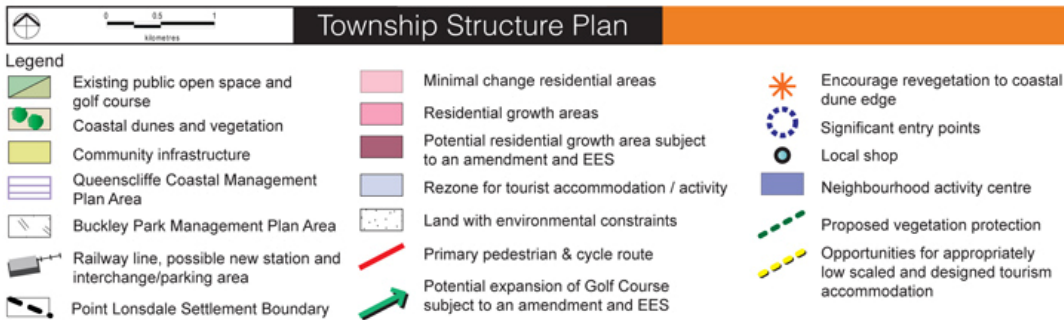 0 0.5 1
kilometres
Township Structure Plan
Legend
Existing public open space and
golf course
Coastal dunes and vegetation
Community infrastructure
Queenscliffe Coastal Management
Plan Area
Buckley Park Management Plan Area
Railway line, possible new station and
interchange/parking area
Point Lonsdale Settlement Boundary
Minimal change residential areas
Residential growth areas
Potential residential growth area subject
to an amendment and EES
Rezone for tourist accommodation / activity
Land with environmental constraints
Primary pedestrian & cycle route
Potential expansion of Golf Course
subject to an amendment and EES
Encourage revegetation to coastal
dune edge
Significant entry points
Local shop
Neighbourhood activity centre
Proposed vegetation protection
Opportunities for appropriately
low scaled and designed tourism
accommodation